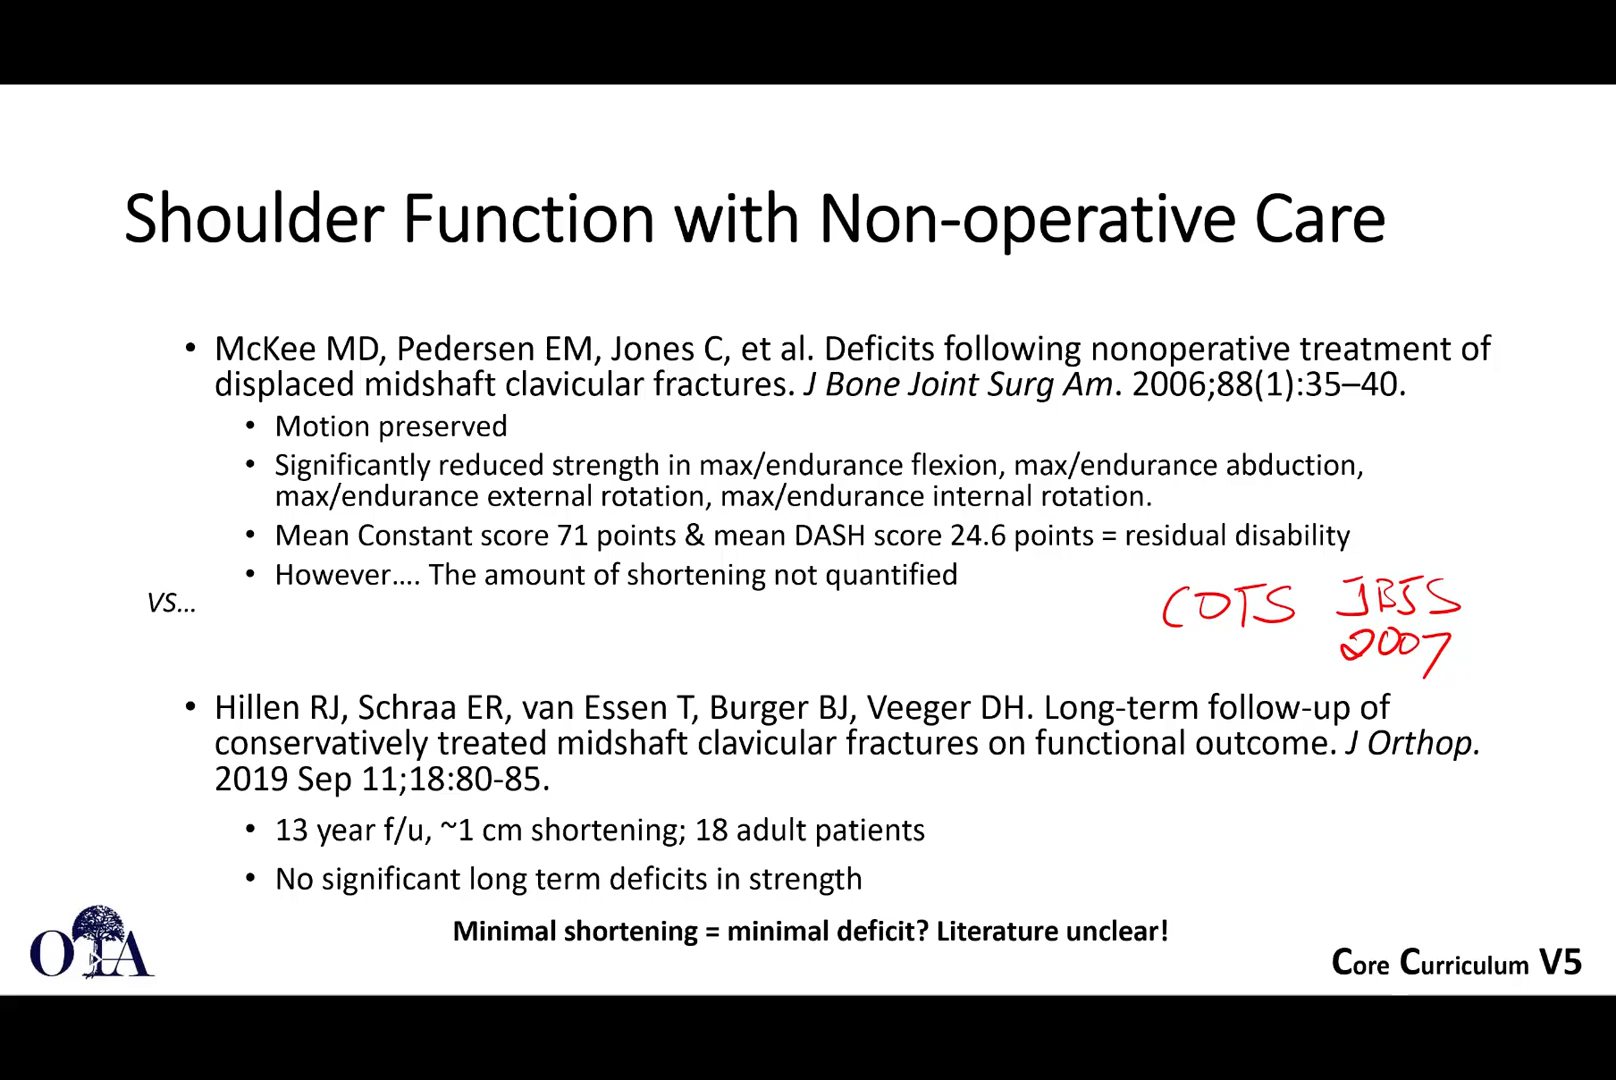 Shoulder Function with Non-operative Care
• McKee MD, Pedersen EM, Jones C, et al. Deficits following nonoperative treatment of
displaced midshaft clavicular fractures. J Bone Joint Surg Am. 2006;88(1):35–40.
• Motion preserved
• Significantly reduced strength in max/endurance flexion, max/endurance abduction,
max/endurance external rotation, max/endurance internal rotation.
• Mean Constant score 71 points & mean DASH score 24.6 points = residual disability
• However.... The amount of shortening not quantified
VS...
COTS JBJS
2007
• Hillen RJ, Schraa ER, van Essen T, Burger BJ, Veeger DH. Long-term follow-up of
conservatively treated midshaft clavicular fractures on functional outcome. J Orthop.
2019 Sep 11;18:80-85.
• 13 year f/u, ~1 cm shortening; 18 adult patients
• No significant long term deficits in strength
Minimal shortening = minimal deficit? Literature unclear!
OTA
Core Curriculum V5